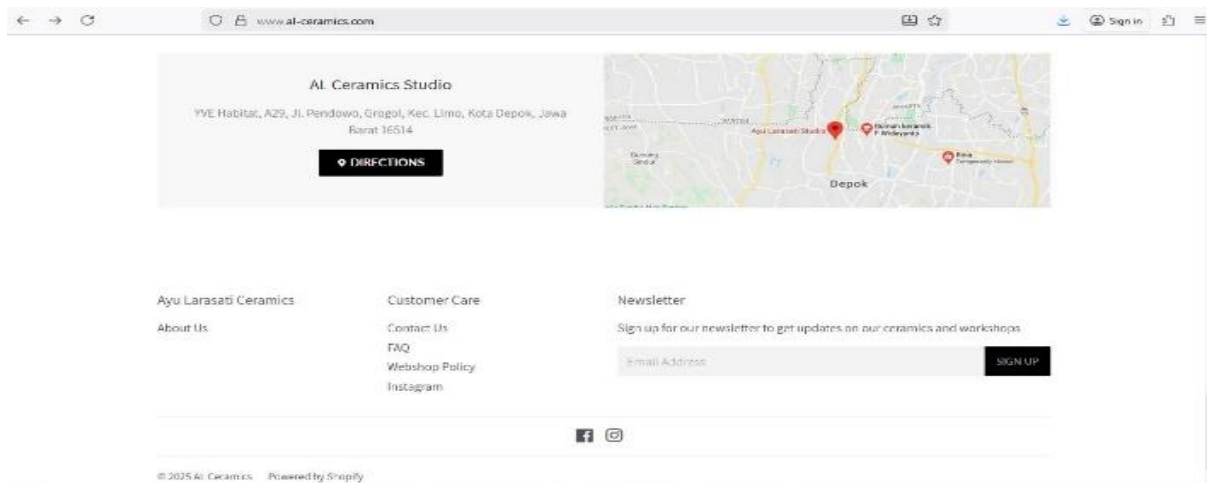 www.al-ceramics.com
Sign in
AL Ceramics Studio
YVE Habitat, A29, Jl. Pendowo, Grogol, Kec. Limo, Kota Depok, Jawa
Barat 16514
DIRECTIONS
Ayu Larasati Studio
F. Widayanto
Depok
Ayu Larasati Ceramics
About Us
Customer Care
Contact Us
FAQ
Webshop Policy
Instagram
Newsletter
Sign up for our newsletter to get updates on our ceramics and workshops
Email Address
SIGN UP
© 2025 AL Ceramics
Powered by Shopify